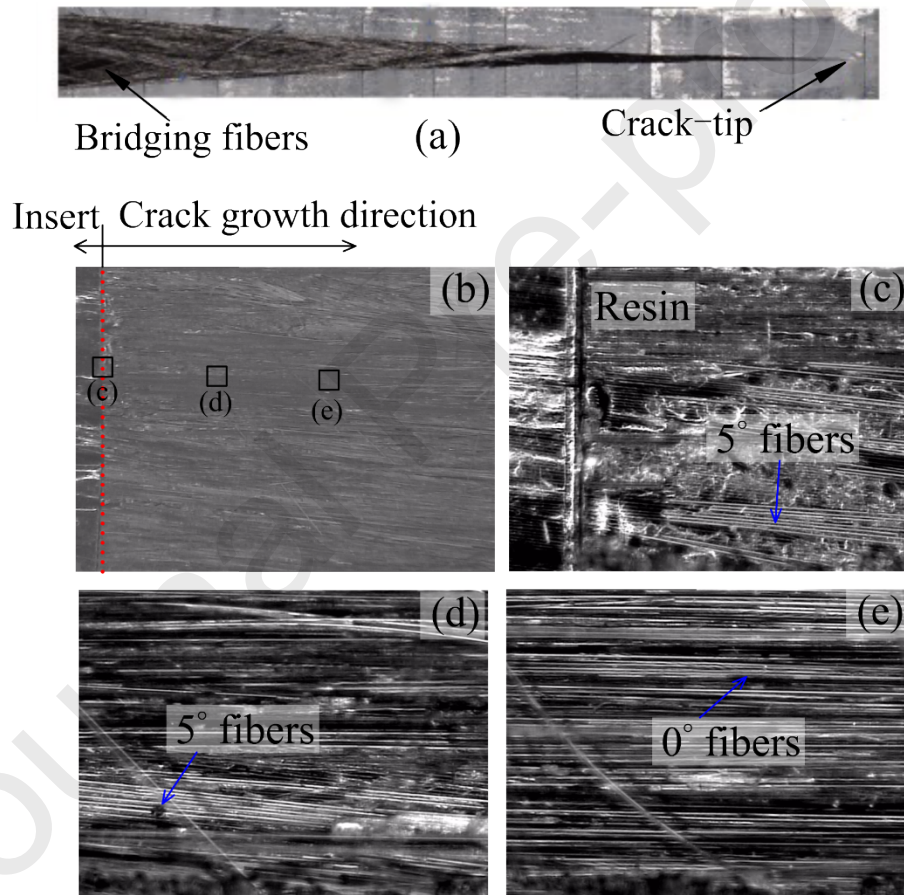 Bridging fibers
(a)
Crack-tip
Insert
Crack growth direction
(b)
(c)
(d)
(e)
(c)
Resin
5° fibers
(d)
5° fibers
(e)
0° fibers